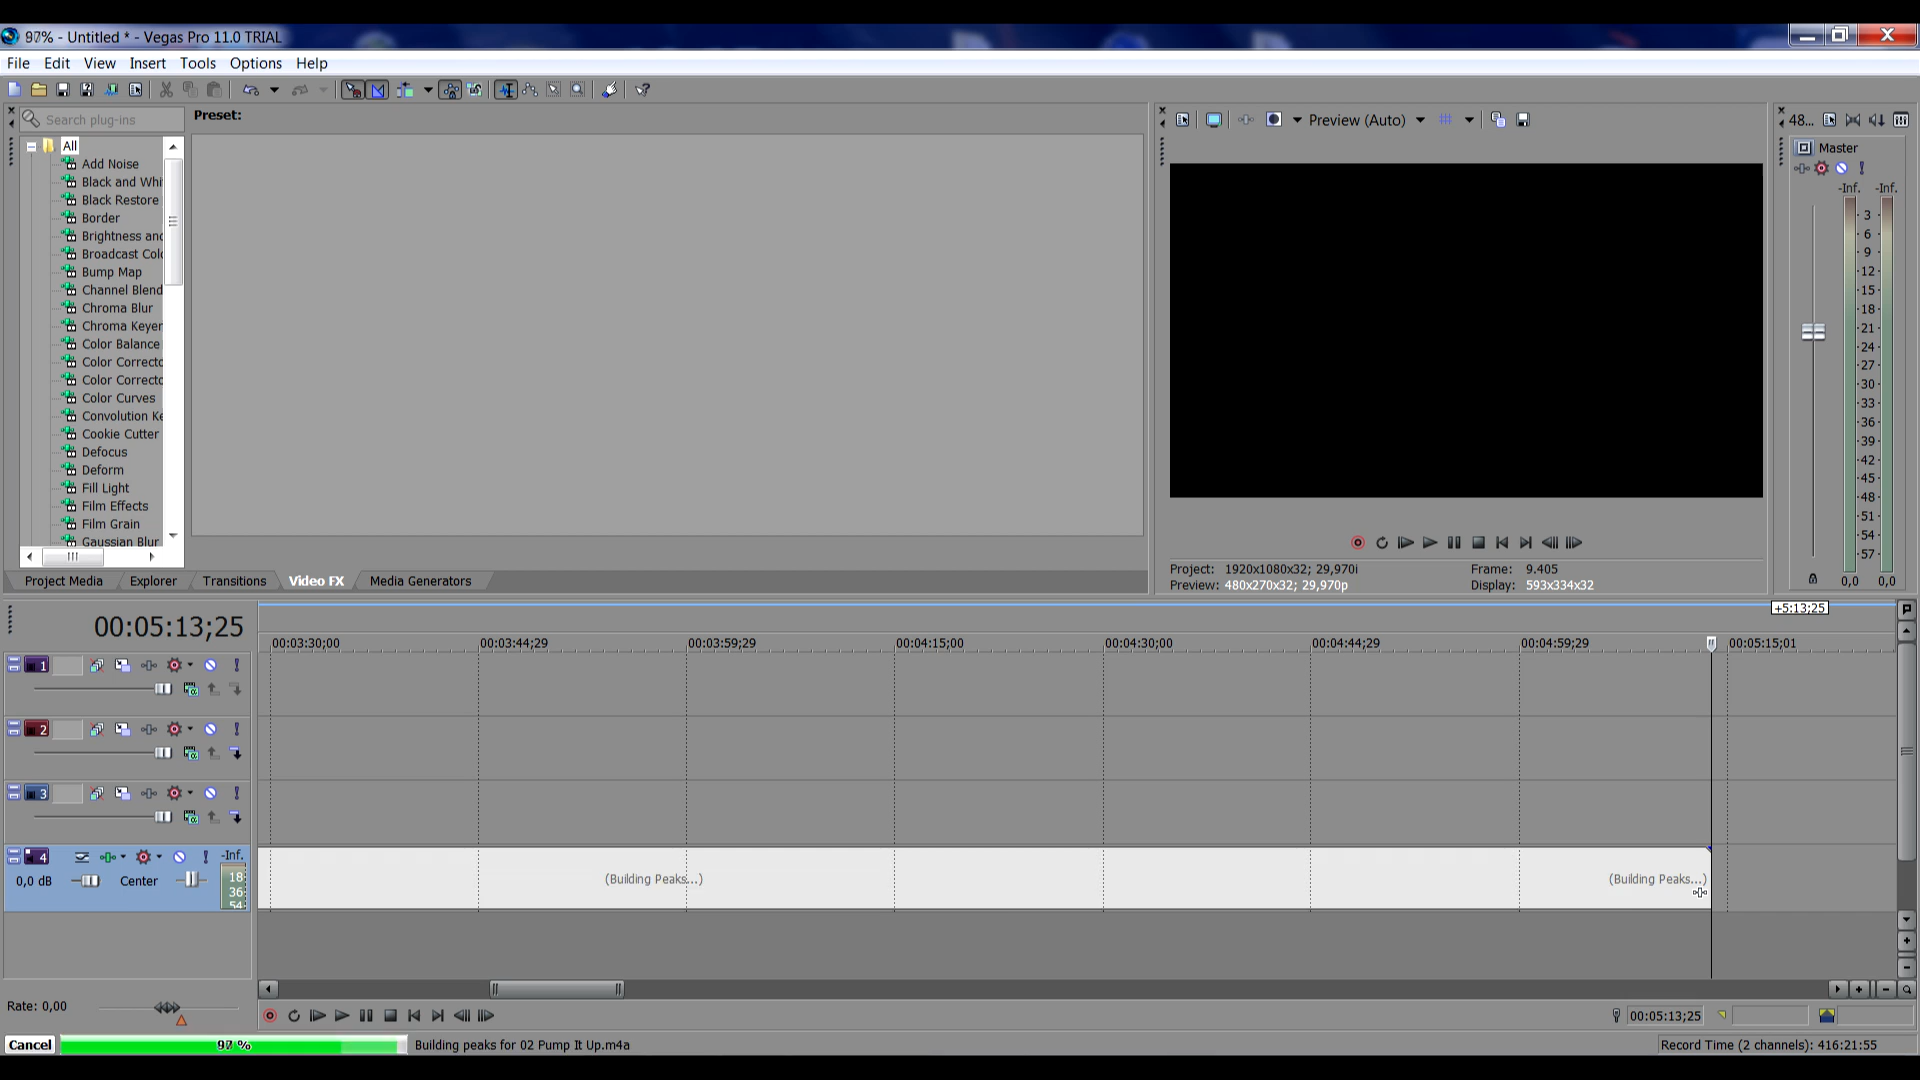 97% - Untitled * - Vegas Pro 11.0 TRIAL
File Edit View Insert Tools Options Help
Search plug-ins
Preset:
Preview (Auto)
48...
All
Add Noise
Black and Whi
Black Restore
Border
Brightness and
Broadcast Colo
Bump Map
Channel Blend
Chroma Blur
Chroma Keyer
Color Balance
Color Correcto
Color Correcto
Color Curves
Convolution Ke
Cookie Cutter
Defocus
Deform
Fill Light
Film Effects
Film Grain
Gaussian Blur
Master
-Inf. -Inf.
3
6
9
12
15
18
21
24
27
30
33
36
39
42
45
48
51
54
57
0,0 0,0
Project: 1920x1080x32; 29,970i Frame: 9.405
Preview: 480x270x32; 29,970p Display: 593x334x32
Project Media Explorer Transitions Video FX Media Generators
+5:13;25
00:05:13;25
00:03:30;00 00:03:44;29 00:03:59;29 00:04:15;00 00:04:30;00 00:04:44;29 00:04:59;29 00:05:15;01
1
2
3
4 -Inf.
0,0 dB Center
18
36
54
(Building Peaks...) (Building Peaks...)
Rate: 0,00
00:05:13;25
Cancel Building peaks for 02 Pump It Up.m4a
Record Time (2 channels): 416:21:55